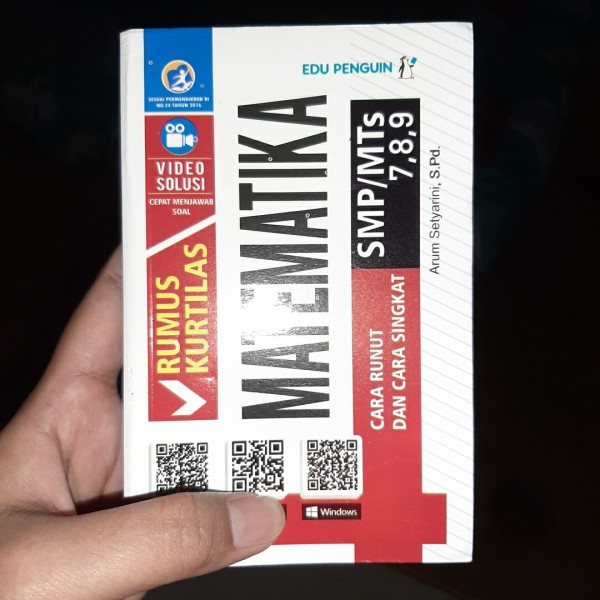 EDU PENGUIN
SESUAI PERMENDIKBUD RI
NO.24 TAHUN 2016
VIDEO
SOLUSI
CEPAT MENJAWAB
SOAL
RUMUS
KURTILAS
MATEMATIKA
SMP/MTs
7,8,9
Arum Setyarini, S.Pd.
CARA RUNUT
DAN CARA SINGKAT
Windows